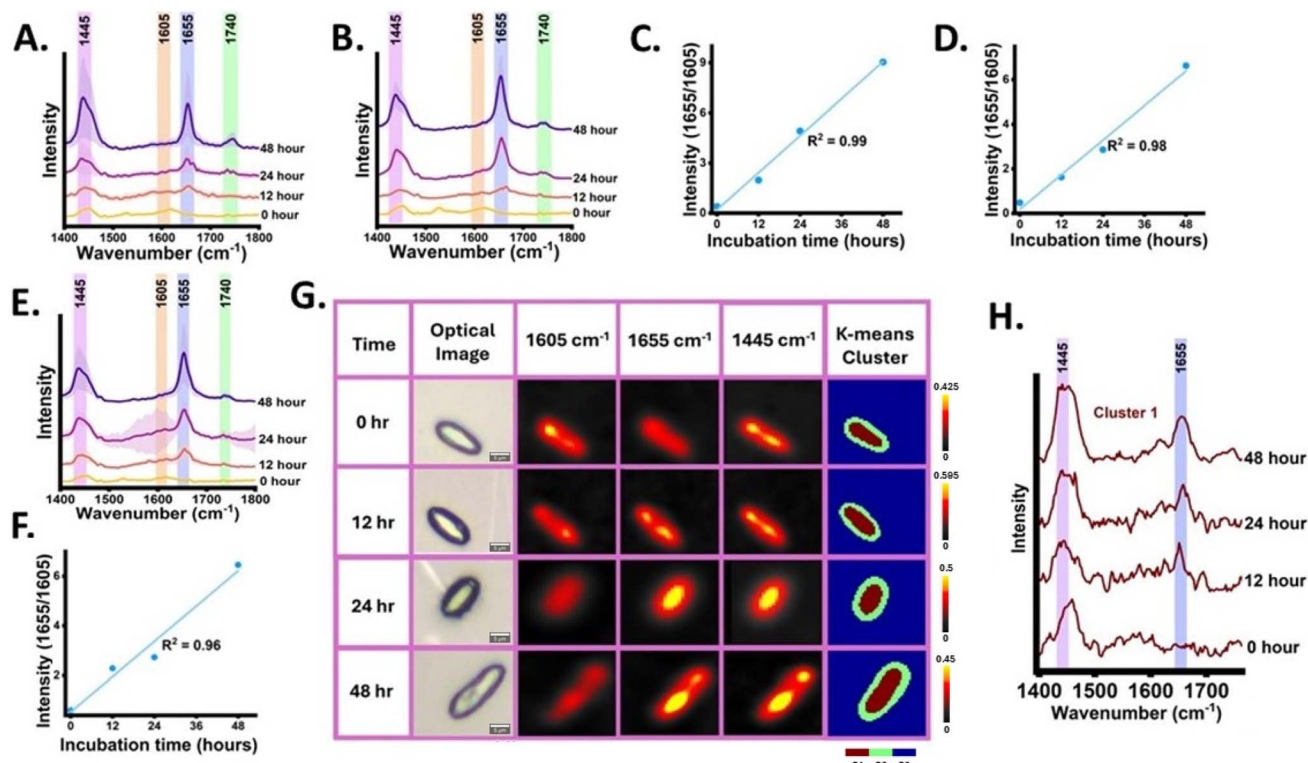 A.
1445
1605
1655
1740
Intensity
48 hour
24 hour
12 hour
0 hour
1400 1500 1600 1700 1800
Wavenumber (cm⁻¹)
B.
1445
1605
1655
1740
Intensity
48 hour
24 hour
12 hour
0 hour
1400 1500 1600 1700 1800
Wavenumber (cm⁻¹)
C.
Intensity (1655/1605)
9
6
3
0
R² = 0.99
0 12 24 36 48
Incubation time (hours)
D.
Intensity (1655/1605)
6
4
2
0
R² = 0.98
0 12 24 36 48
Incubation time (hours)
E.
1445
1605
1655
1740
Intensity
48 hour
24 hour
12 hour
0 hour
1400 1500 1600 1700 1800
Wavenumber (cm⁻¹)
F.
Intensity (1655/1605)
6
4
2
R² = 0.96
0 12 24 36 48
Incubation time (hours)
G.
Time
Optical
Image
1605 cm⁻¹
1655 cm⁻¹
1445 cm⁻¹
K-means
Cluster
0 hr
5 µm
0.425
0
12 hr
5 µm
0.595
0
24 hr
5 µm
0.5
0
48 hr
5 µm
0.45
0
H.
1445
1655
Intensity
Cluster 1
48 hour
24 hour
12 hour
0 hour
1400 1500 1600 1700
Wavenumber (cm⁻¹)